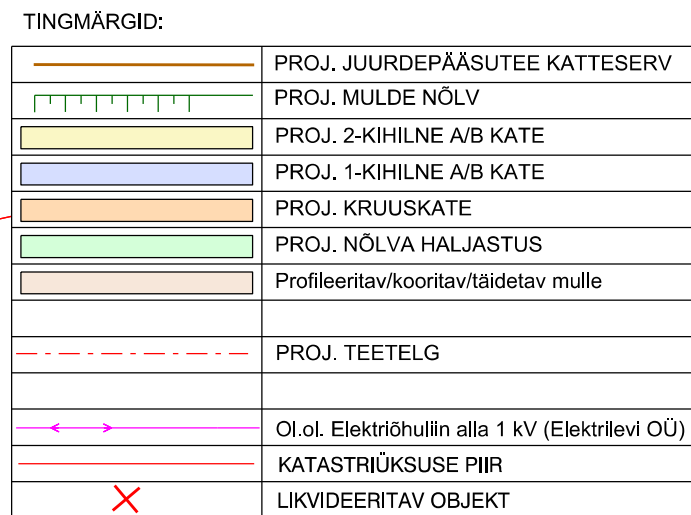 TINGMÄRGID:
PROJ. JUURDEPÄÄSUTEE KATTESERV
PROJ. MULDE NÕLV
PROJ. 2-KIHILNE A/B KATE
PROJ. 1-KIHILNE A/B KATE
PROJ. KRUUSKATE
PROJ. NÕLVA HALJASTUS
Profileeritav/kooritav/täidetav mulle
PROJ. TEETELG
Ol.ol. Elektriõhuliin alla 1 kV (Elektrilevi OÜ)
KATASTRIÜKSUSE PIIR
LIKVIDEERITAV OBJEKT